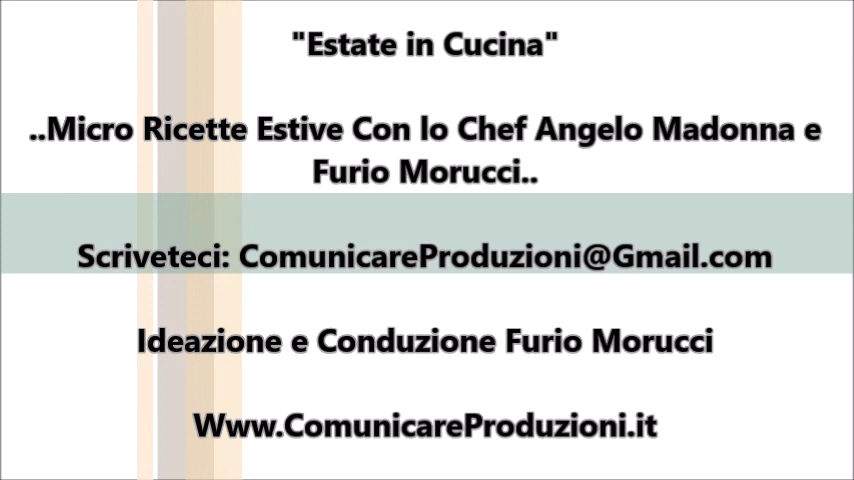 "Estate in Cucina"
..Micro Ricette Estive Con lo Chef Angelo Madonna e
Furio Morucci..
Scriveteci: ComunicareProduzioni@Gmail.com
Ideazione e Conduzione Furio Morucci
Www.ComunicareProduzioni.it